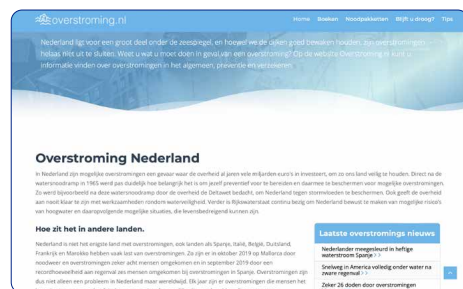 overstroming.nl
Home Boeken Noodpakketten Blijft u droog? Tips
Nederland ligt voor een groot deel onder de zeespiegel, en hoewel we de dijken goed bewaken houden, zijn overstromingen
helaas niet uit te sluiten. Weet u wat u moet doen in geval van een overstroming? Op de website Overstroming.nl kunt u
informatie vinden over overstromingen in het algemeen, preventie en verzekeren.
Overstroming Nederland
In Nederland zijn mogelijke overstromingen een gevaar waar de overheid al jaren vele miljarden euro's in investeert, om zo ons land veilig te houden. Direct na de
watersnoodramp in 1965 werd pas duidelijk hoe belangrijk het is om jezelf preventief voor te bereiden en daarmee te beschermen voor mogelijke overstromingen.
Zo werd bijvoorbeeld na deze watersnoodramp door de overheid de Deltawet bedacht, om Nederland tegen stormvloeden te beschermen. Ook geeft de overheid
aan nooit klaar te zijn met werkzaamheden rondom waterveiligheid. Verder is Rijkswaterstaat continu bezig om Nederland bewust te maken van mogelijke risico's
van hoogwater en daaropvolgende mogelijke situaties, die levensbedreigend kunnen zijn.
Hoe zit het in andere landen.
Nederland is niet het enigste land met overstromingen, ook landen als Spanje, Italië, België, Duitsland,
Frankrijk en Marokko hebben vaak last van overstromingen. Zo zijn er in oktober 2019 op Mallorca door
noodweer en overstromingen zeker acht mensen omgekomen en in september 2019 door een
recordhoeveelheid aan regenval zes mensen omgekomen bij overstromingen in Spanje. Overstromingen zijn
dus niet alleen een probleem in Nederland maar wereldwijd. Elk jaar zijn er overstromingen die mensen het
Laatste overstromings nieuws
Nederlander meegesleurd in heftige
waterstroom Spanje > >
Snelweg in America volledig onder water na
zware regenval > >
Zeker 26 doden door overstromingen